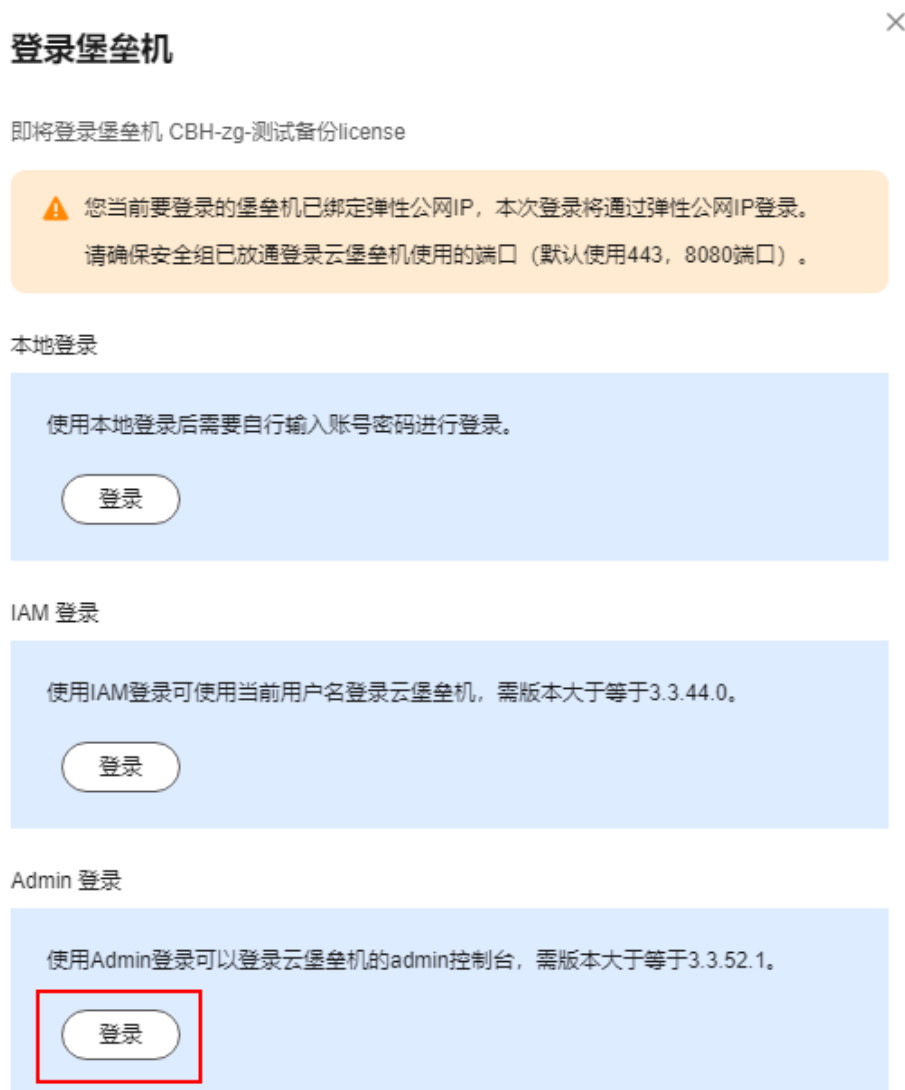 登录堡垒机
即将登录堡垒机 CBH-zg-测试备份license
您当前要登录的堡垒机已绑定弹性公网IP，本次登录将通过弹性公网IP登录。
请确保安全组已放通登录云堡垒机使用的端口（默认使用443，8080端口）。
本地登录
使用本地登录后需要自行输入账号密码进行登录。
登录
IAM 登录
使用IAM登录可使用当前用户名登录云堡垒机，需版本大于等于3.3.44.0。
登录
Admin 登录
使用Admin登录可以登录云堡垒机的admin控制台，需版本大于等于3.3.52.1。
登录